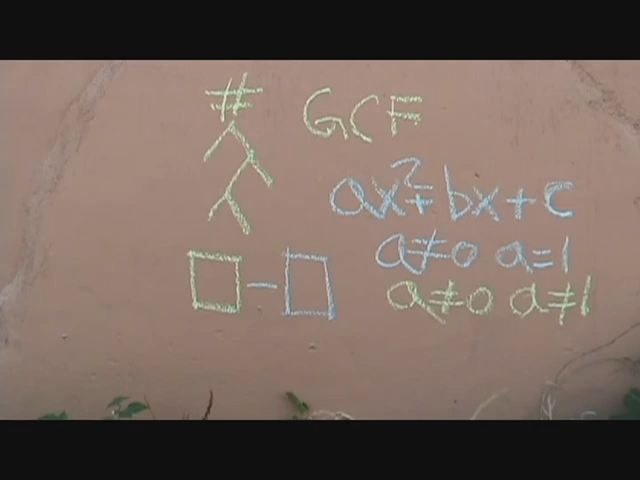 # GCF
ax²+bx+c
a≠0 a=1
a≠0 a≠1